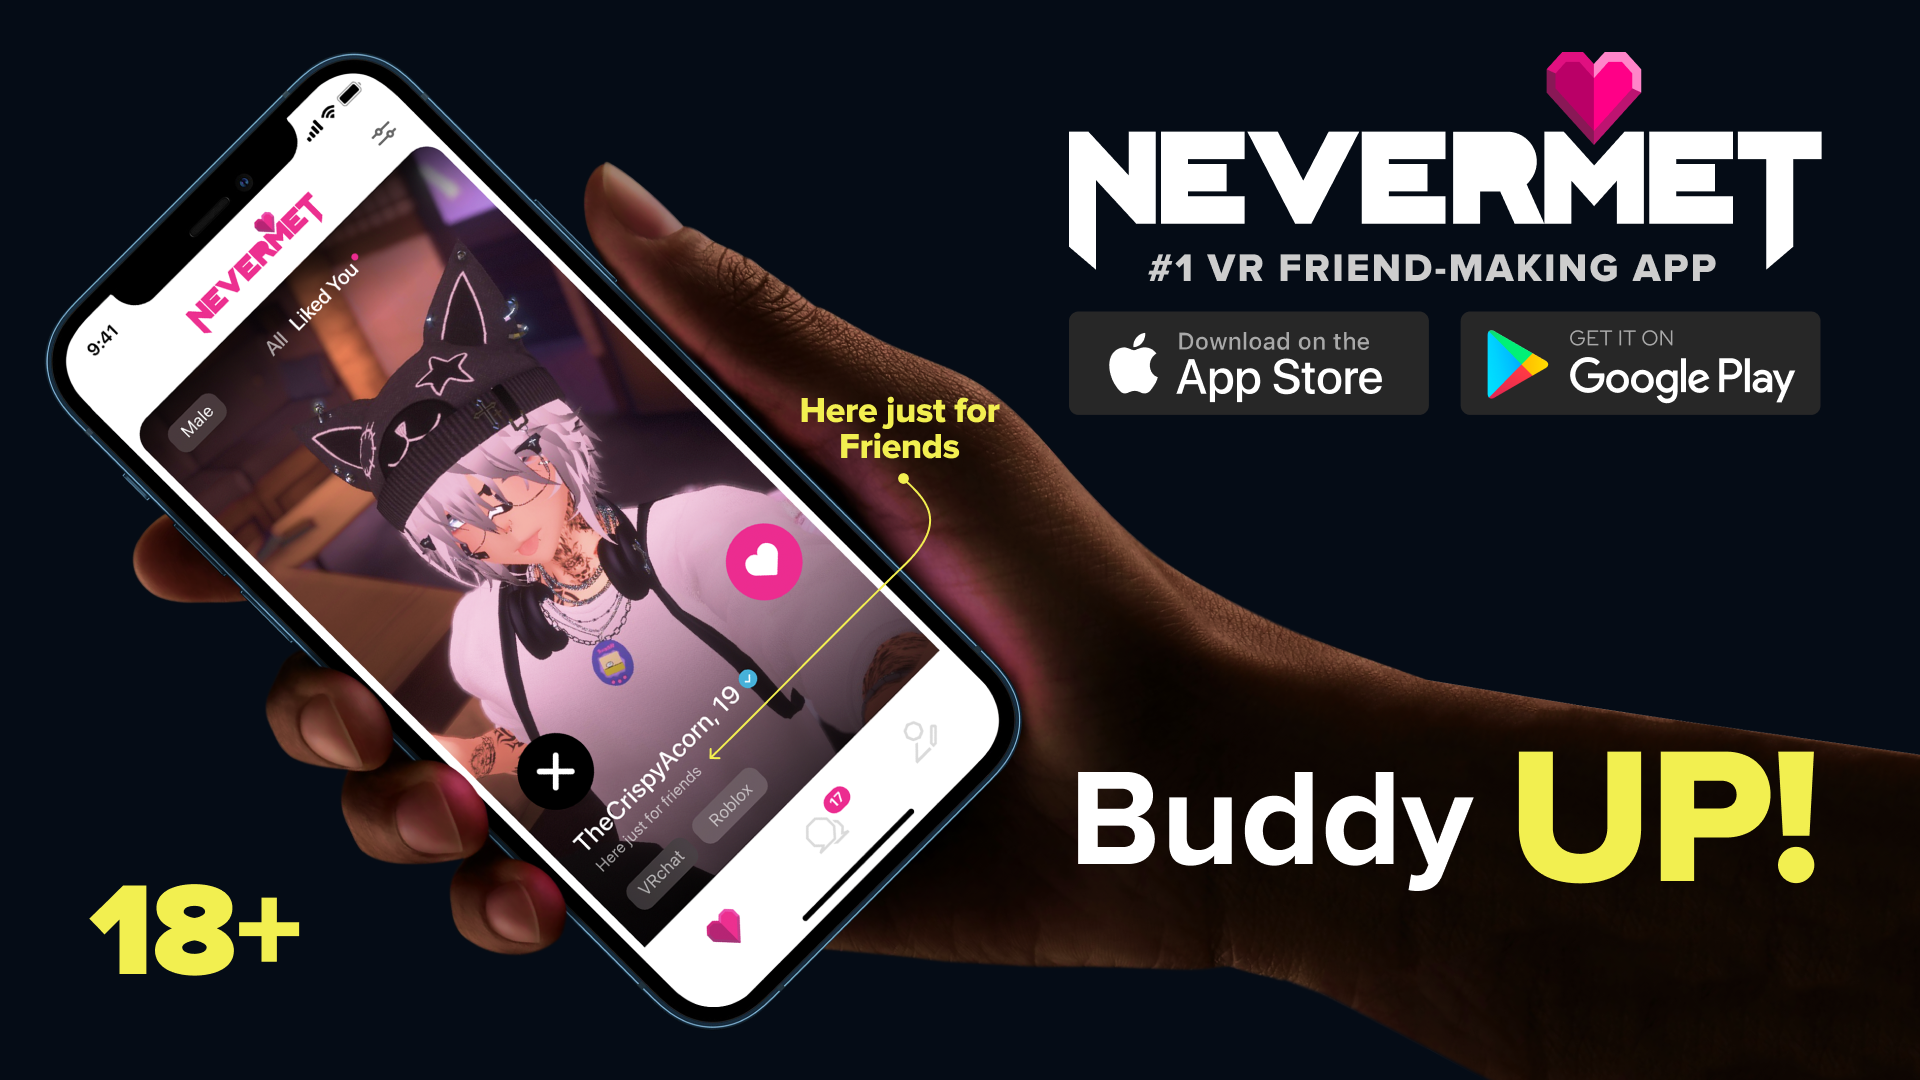 9:41
NEVERMET
All Liked You
Male
TheCrispyAcorn, 19
Here just for friends
VRchat
Roblox
17
Here just for
Friends
18+
NEVERMET
#1 VR FRIEND-MAKING APP
Download on the
App Store
GET IT ON
Google Play
Buddy UP!